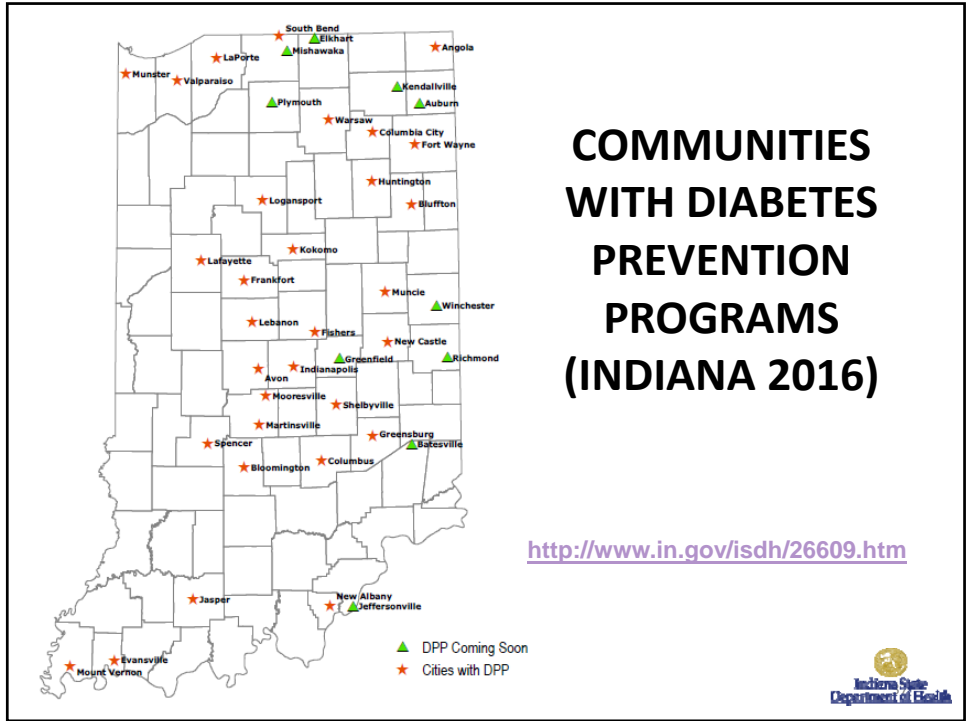 South Bend
Elkhart
Mishawaka
Angola
LaPorte
Munster
Valparaiso
Kendallville
Plymouth
Auburn
Warsaw
Columbia City
Fort Wayne
Huntington
Logansport
Bluffton
Kokomo
Lafayette
Frankfort
Muncie
Winchester
Lebanon
Fishers
New Castle
Greenfield
Richmond
Indianapolis
Avon
Mooresville
Shelbyville
Martinsville
Greensburg
Spencer
Batesville
Columbus
Bloomington
Jasper
New Albany
Jeffersonville
Evansville
Mount Vernon
DPP Coming Soon
Cities with DPP
COMMUNITIES
WITH DIABETES
PREVENTION
PROGRAMS
(INDIANA 2016)
http://www.in.gov/isdh/26609.htm
Indiana State
Department of Health